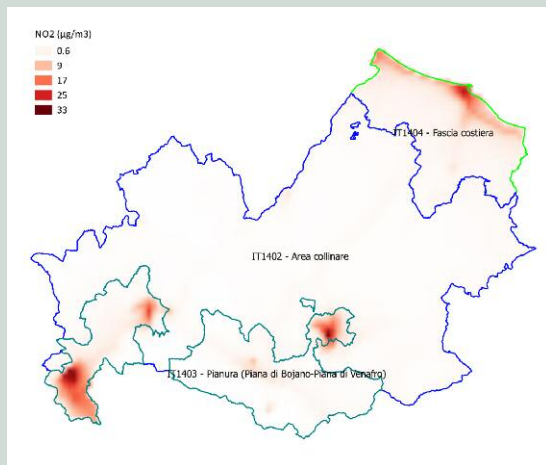 NO2 (µg/m3)
0.6
9
17
25
33
IT1404 - Fascia costiera
IT1402 - Area collinare
IT1403 - Pianura (Piana di Bojano-Piana di Venafro)